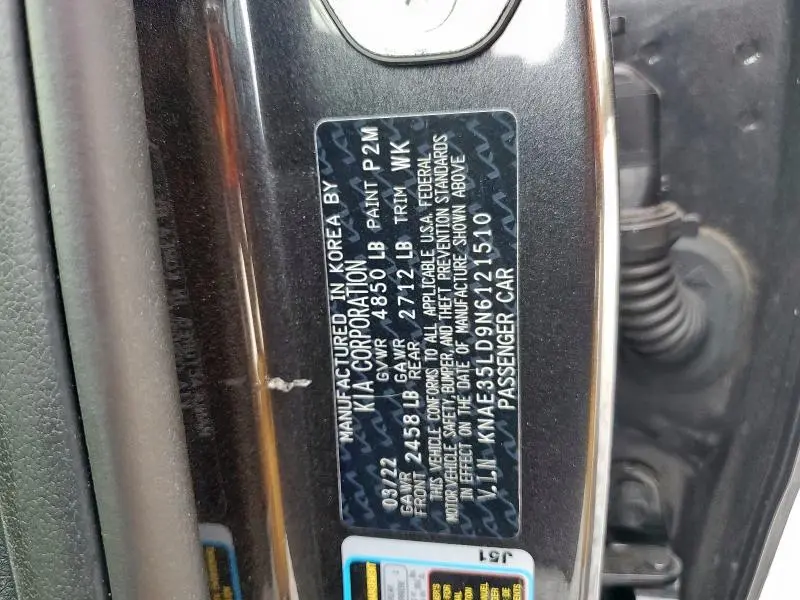 MANUFACTURED IN KOREA BY
KIA CORPORATION
03/22 GVWR 4850 LB PAINT P2M
GAWR FRONT 2458 LB GAWR REAR 2712 LB TRIM WK
THIS VEHICLE CONFORMS TO ALL APPLICABLE U.S.A. FEDERAL
MOTOR VEHICLE SAFETY, BUMPER, AND THEFT PREVENTION STANDARDS
IN EFFECT ON THE DATE OF MANUFACTURE SHOWN ABOVE
V.I.N KNAE35LD9N6121510
PASSENGER CAR
J51